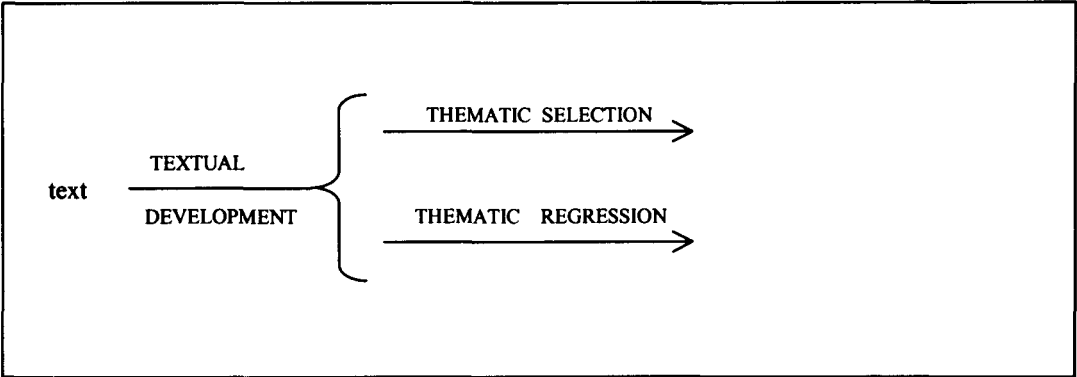 THEMATIC SELECTION
TEXTUAL
text
DEVELOPMENT
THEMATIC REGRESSION